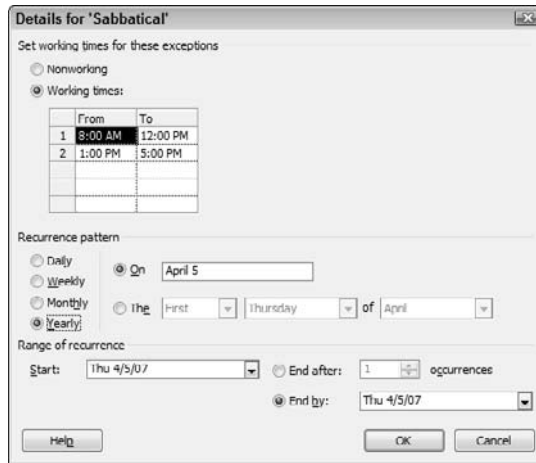 Details for 'Sabbatical'
Set working times for these exceptions
Nonworking
Working times:
From To
1 8:00 AM 12:00 PM
2 1:00 PM 5:00 PM
Recurrence pattern
Daily
Weekly
Monthly
Yearly
On April 5
The First Thursday of April
Range of recurrence
Start: Thu 4/5/07 End after: 1 occurrences
End by: Thu 4/5/07
Help OK Cancel